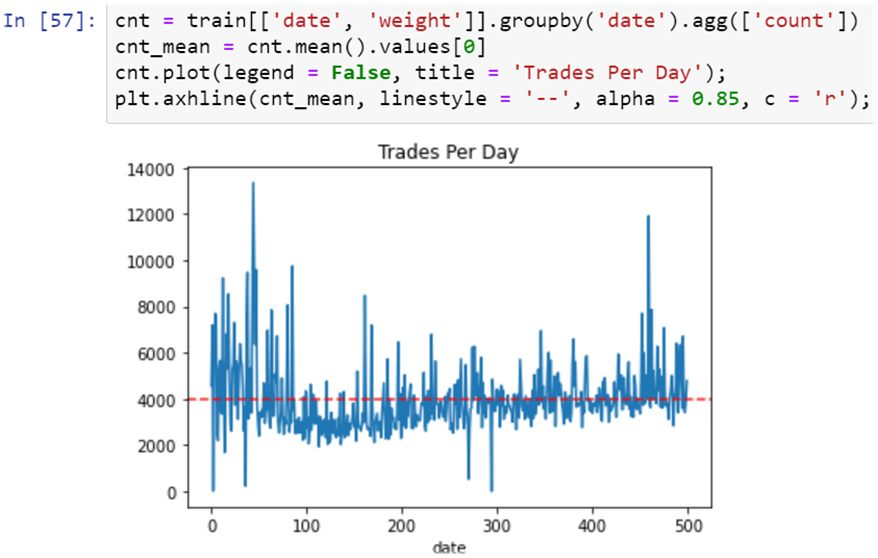 In [57]: cnt = train[['date', 'weight']].groupby('date').agg(['count'])
cnt_mean = cnt.mean().values[0]
cnt.plot(legend = False, title = 'Trades Per Day');
plt.axhline(cnt_mean, linestyle = '--', alpha = 0.85, c = 'r');
Trades Per Day
14000
12000
10000
8000
6000
4000
2000
0
0 100 200 300 400 500
date